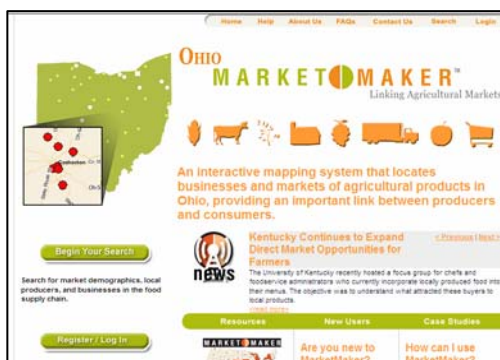 Home Help About Us FAQs Contact Us Search Login
OHIO
MARKET MAKER™
Linking Agricultural Markets
An interactive mapping system that locates
businesses and markets of agricultural products in
Ohio, providing an important link between producers
and consumers.
Begin Your Search
Search for market demographics, local
producers, and businesses in the food
supply chain.
Register / Log In
news
Kentucky Continues to Expand
Direct Market Opportunities for
Farmers
< Previous | Next >
The University of Kentucky recently hosted a focus group for chefs and
foodservice administrators who currently incorporate locally produced food into
their menus. The objective was to understand what attracted these buyers to
local products.
Resources New Users Case Studies
MARKET MAKER
Are you new to
MarketMaker?
How can I use
MarketMaker?